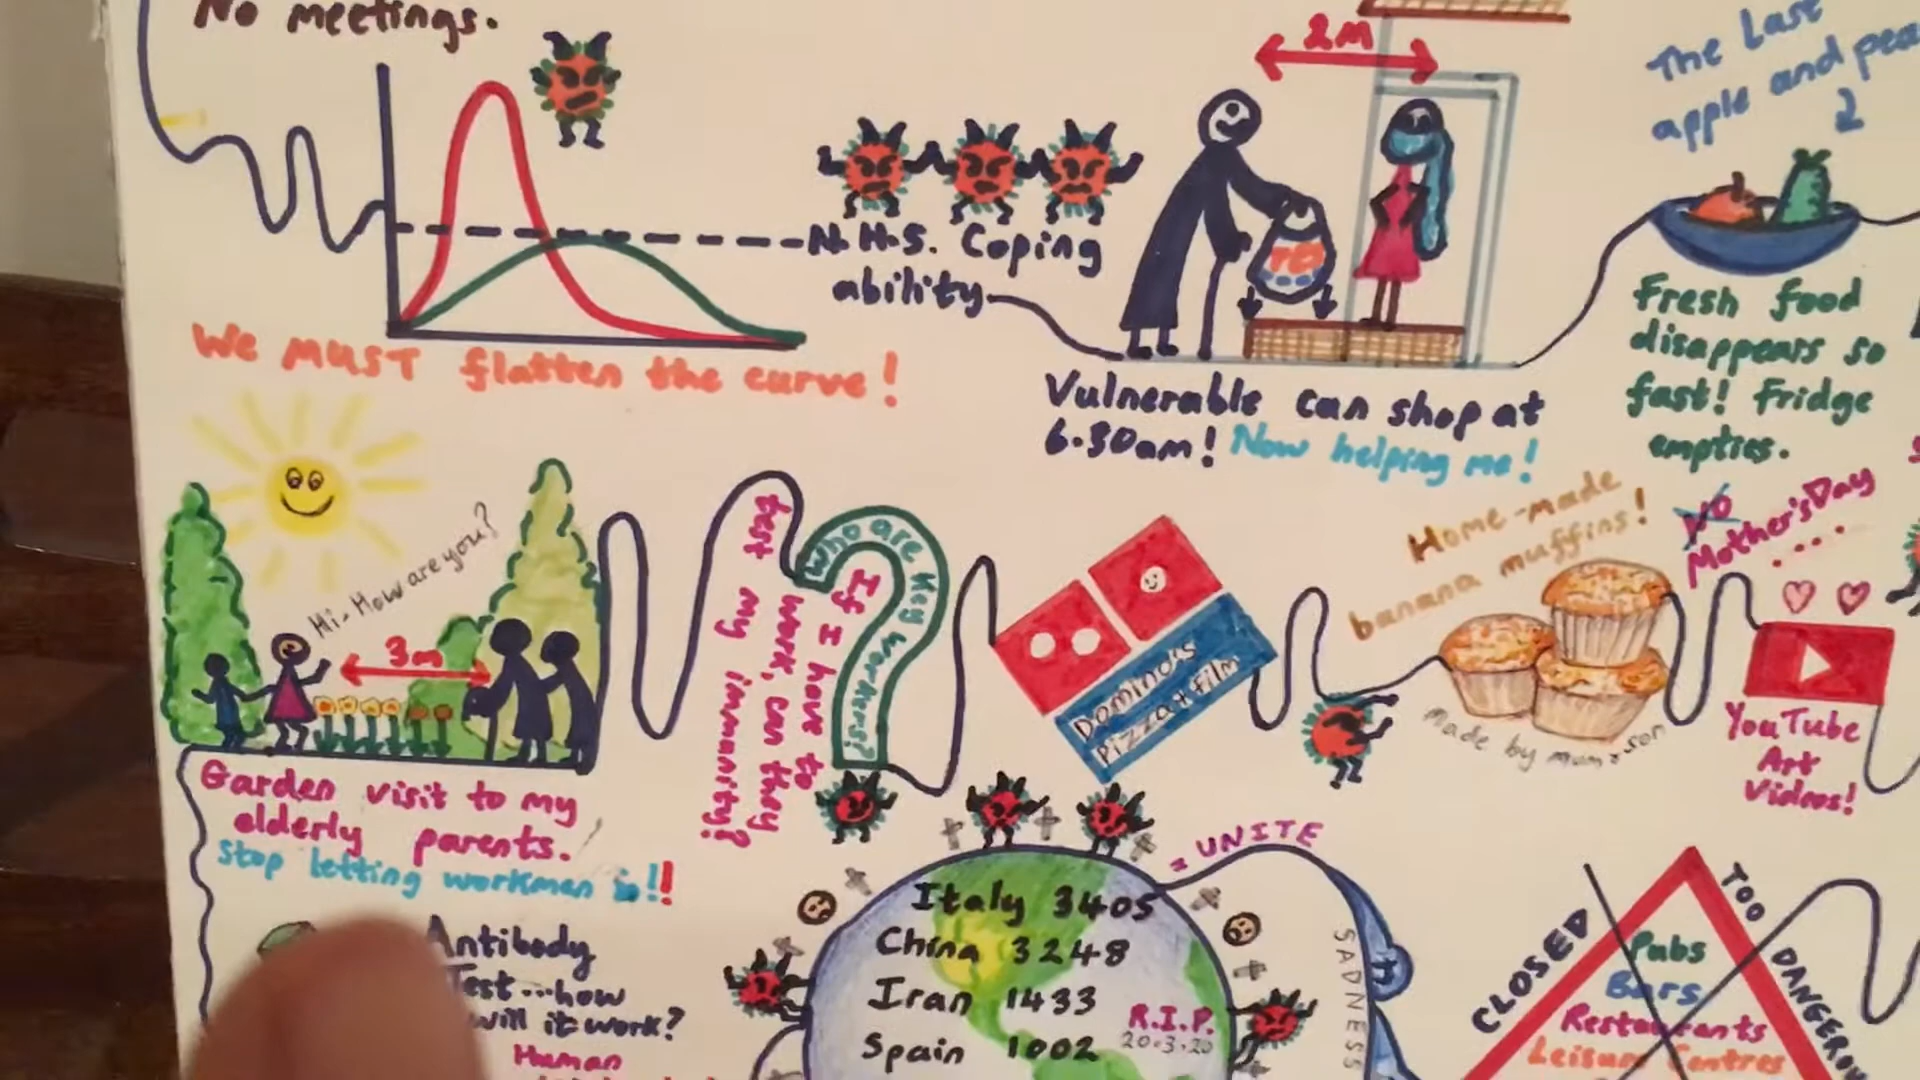 No meetings.
2M
The Last
apple and
N.H.S. Coping
ability
We MUST flatten the curve!
Vulnerable can shop at
6.30am! Now helping me!
Fresh food
disappears so
fast! Fridge
empties.
Hi. How are you?
3m
Garden visit to my
elderly parents.
Stop letting workmen in!!
Who are Key workers?
If I have to
work, can they
test my immunity?
Domino's
Pizza & Film
Home-made
banana muffins!
Made by mum & son
No
Mother's Day
....
YouTube
Art
Videos!
Antibody
Test...how
will it work?
Human
= UNITE
Italy 3405
China 3248
Iran 1433
Spain 1002
R.I.P.
20.3.20
SADNESS
CLOSED
TOO DANGEROU
Pubs
Bars
Restaurants
Leisure Centres